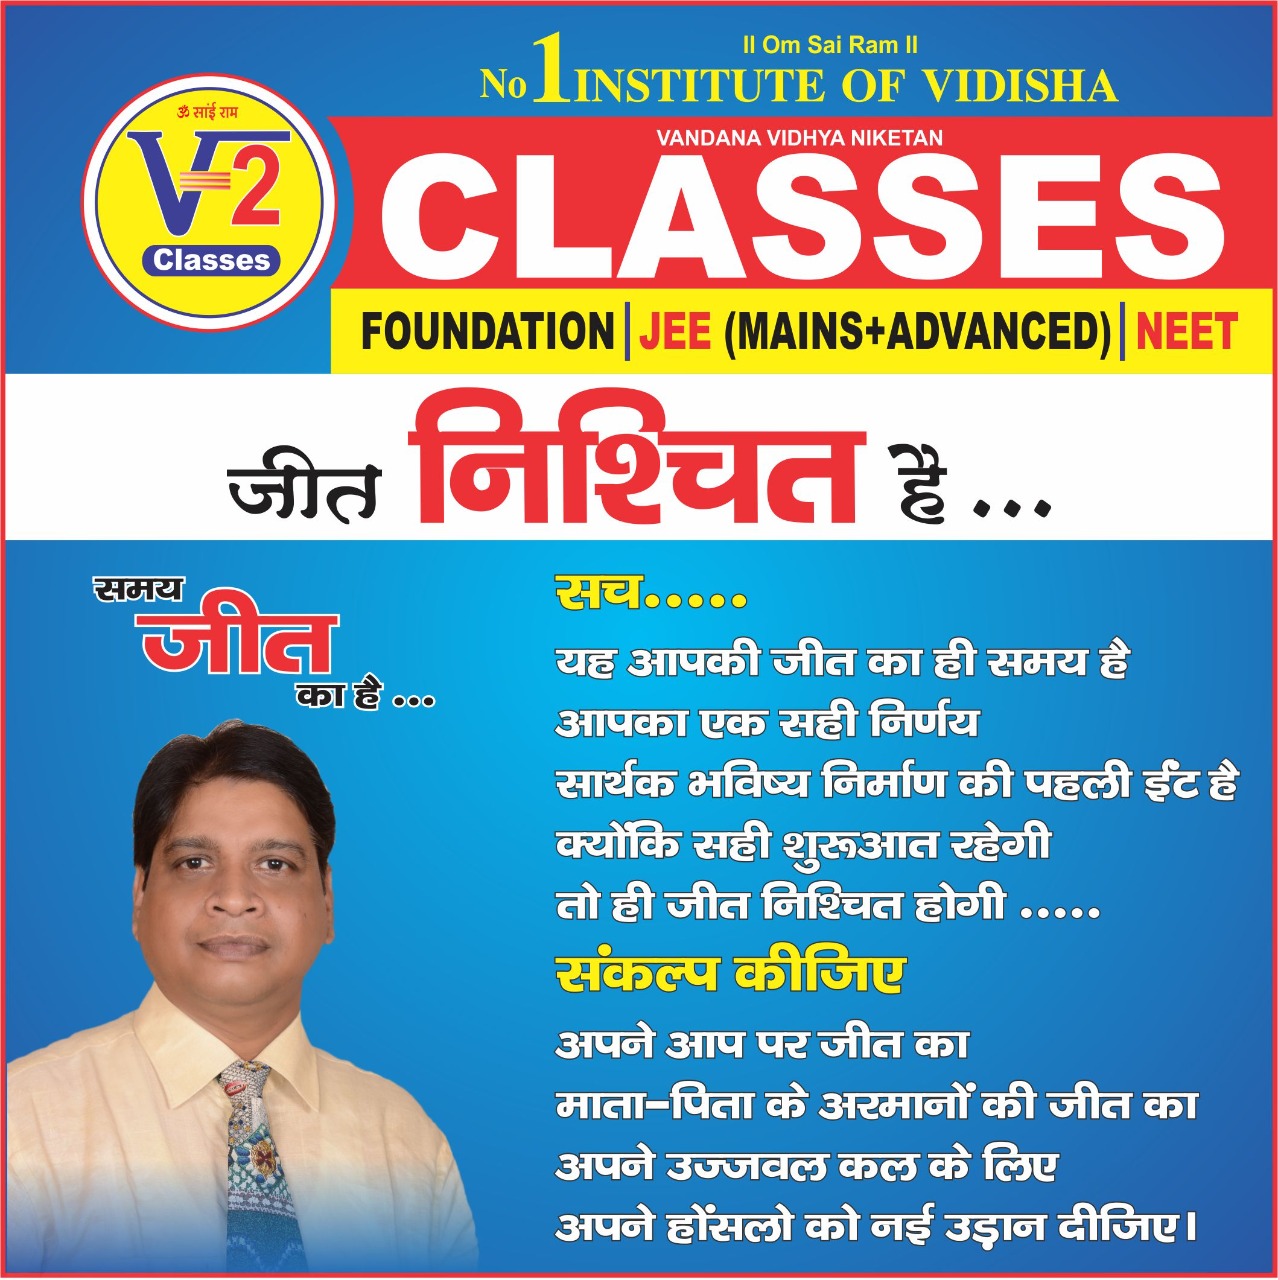 ॐ सांई राम
V2
Classes
II Om Sai Ram II
No 1 INSTITUTE OF VIDISHA
VANDANA VIDHYA NIKETAN
CLASSES
FOUNDATION | JEE (MAINS+ADVANCED) | NEET
जीत निश्चित है ...
समय
जीत
का है ...
सच.....
यह आपकी जीत का ही समय है
आपका एक सही निर्णय
सार्थक भविष्य निर्माण की पहली ईंट है
क्योंकि सही शुरूआत रहेगी
तो ही जीत निश्चित होगी .....
संकल्प कीजिए
अपने आप पर जीत का
माता-पिता के अरमानों की जीत का
अपने उज्जवल कल के लिए
अपने होंसलो को नई उड़ान दीजिए।